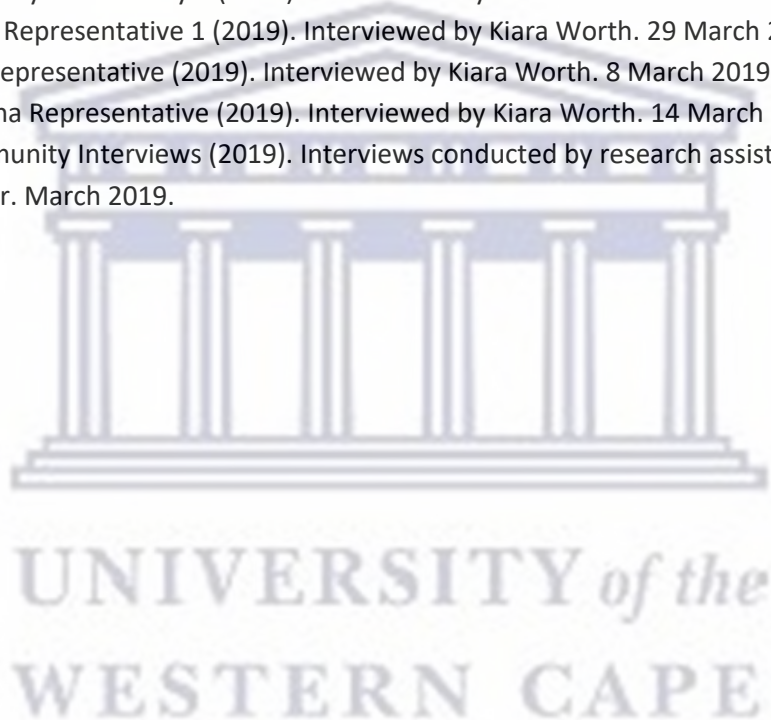 Representative 1 (2019). Interviewed by Kiara Worth. 29 March
epresentative (2019). Interviewed by Kiara Worth. 8 March 2019
na Representative (2019). Interviewed by Kiara Worth. 14 March
munity Interviews (2019). Interviews conducted by research assist
r. March 2019.
UNIVERSITY of the
WESTERN CAPE